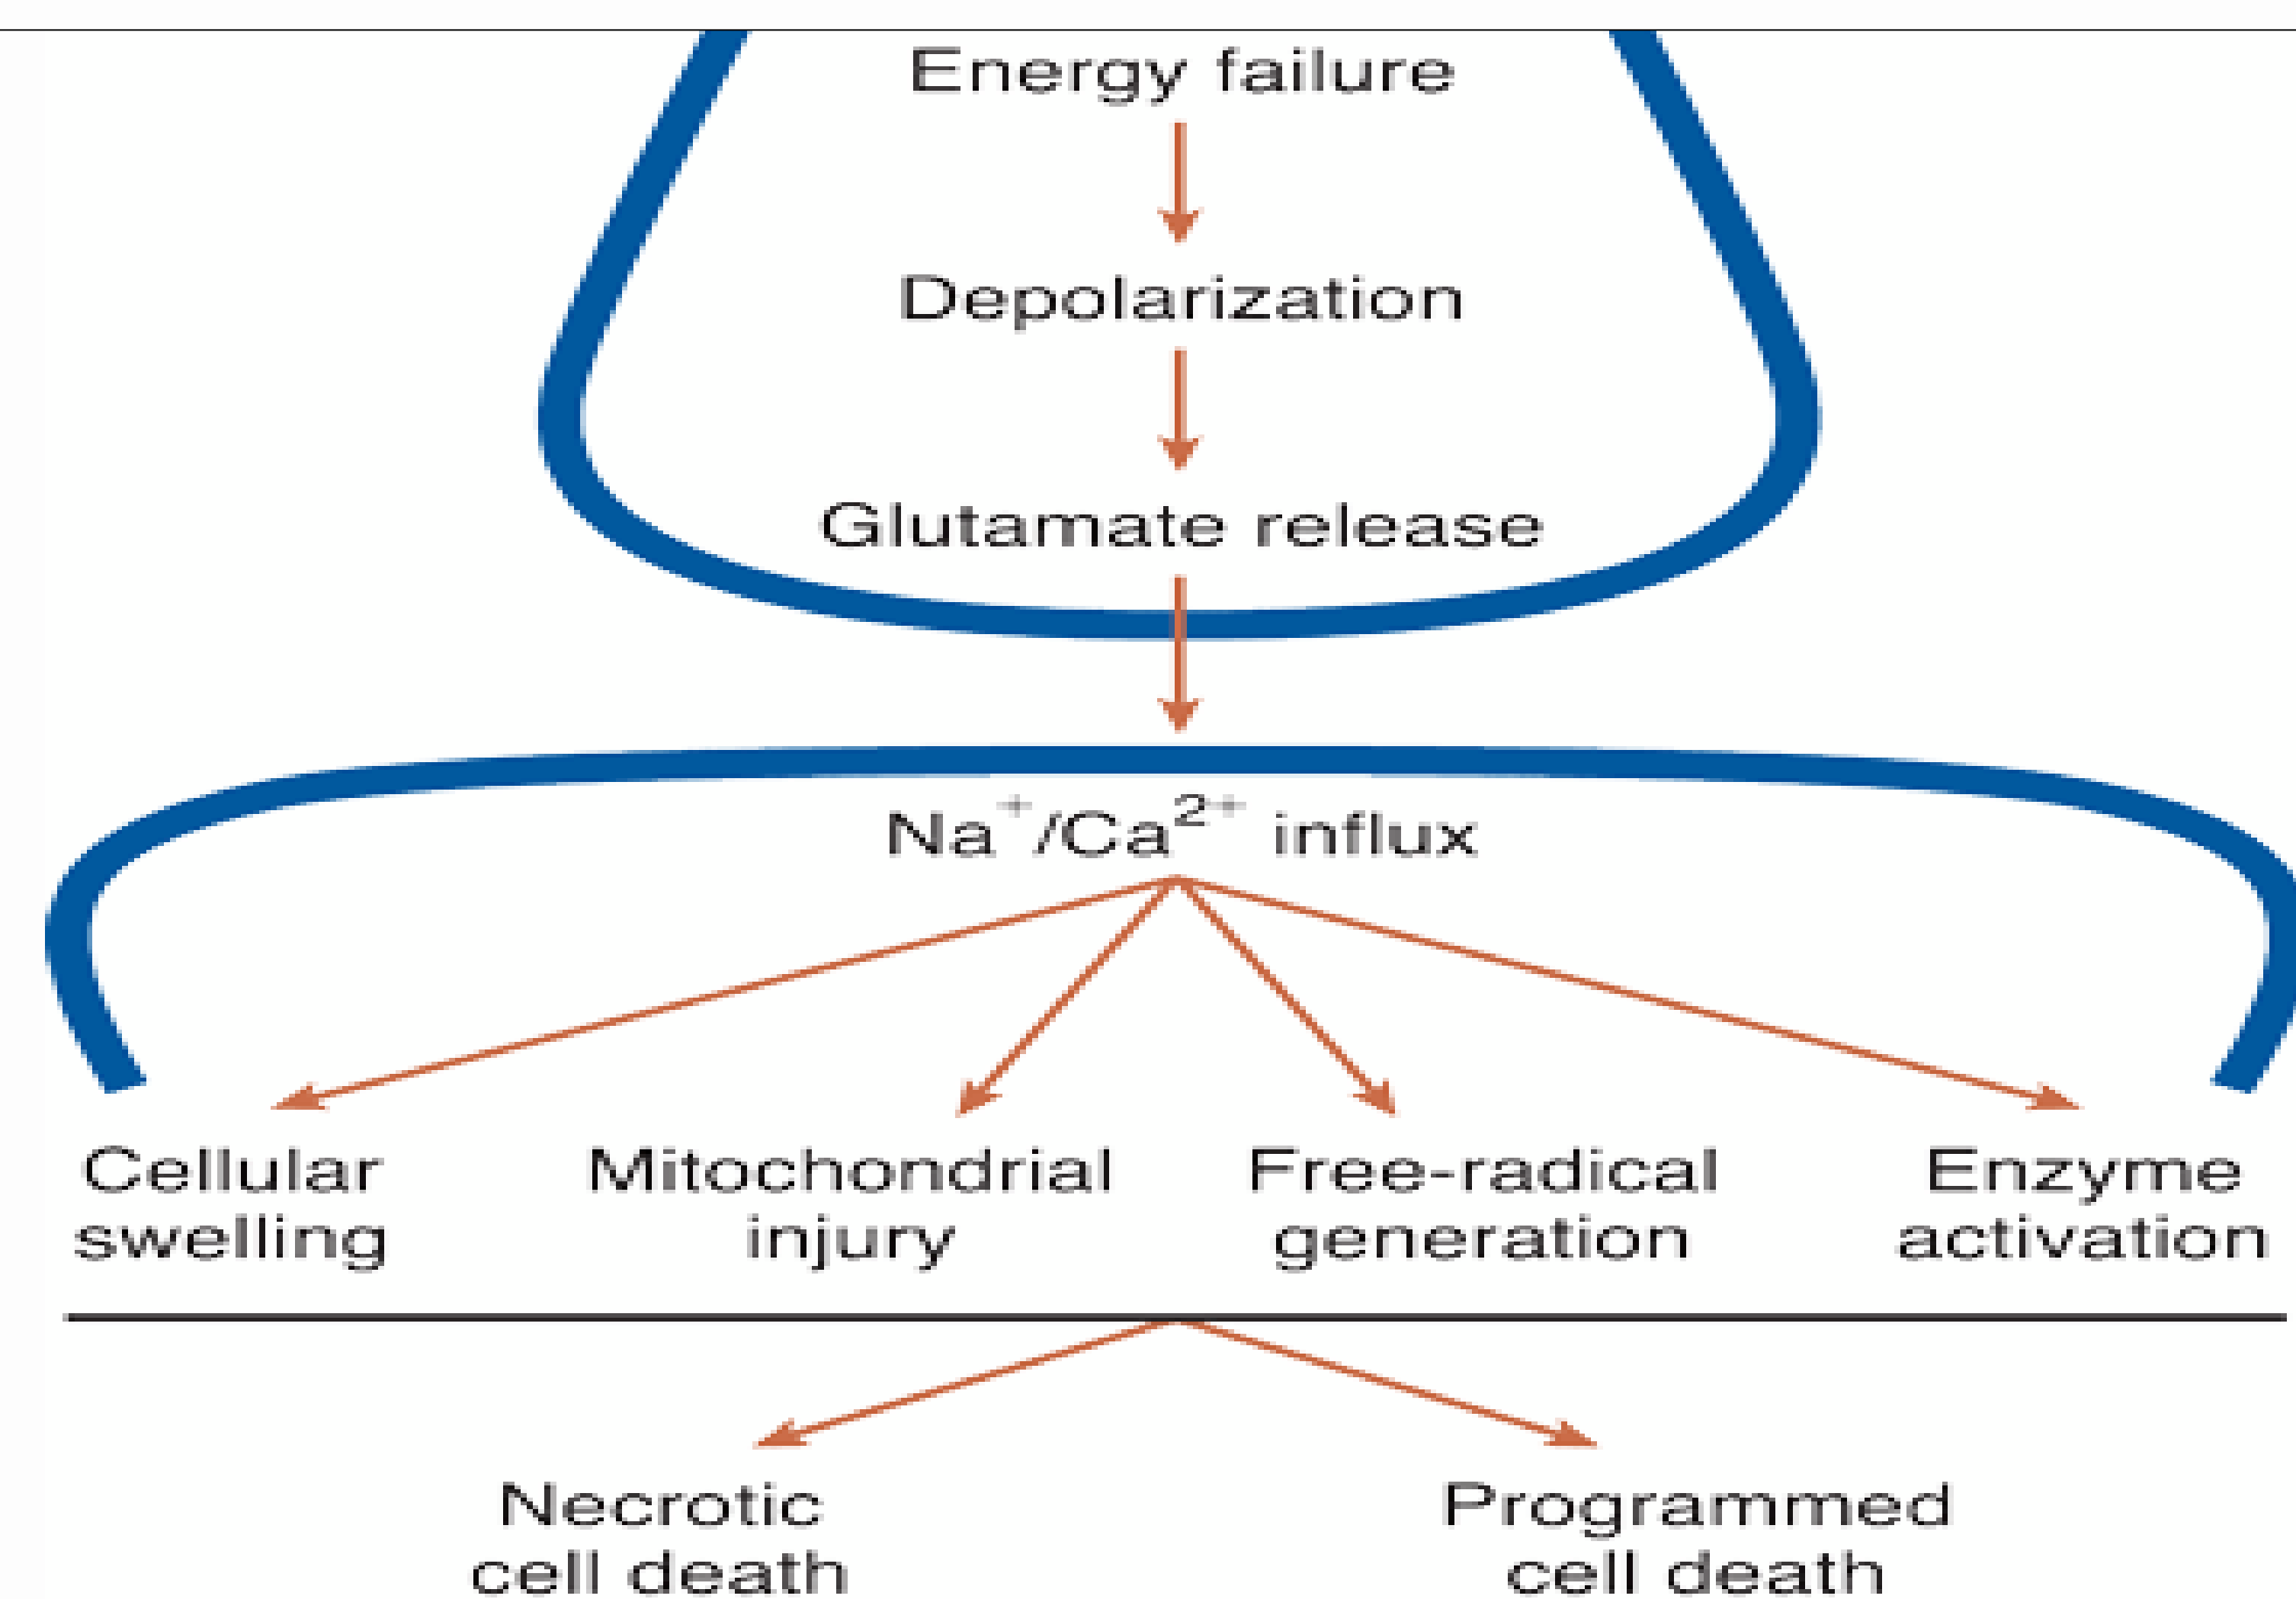 Energy failure
Depolarization
Glutamate release
Na⁺/Ca²⁺ influx
Cellular
swelling
Mitochondrial
injury
Free-radical
generation
Enzyme
activation
Necrotic
cell death
Programmed
cell death